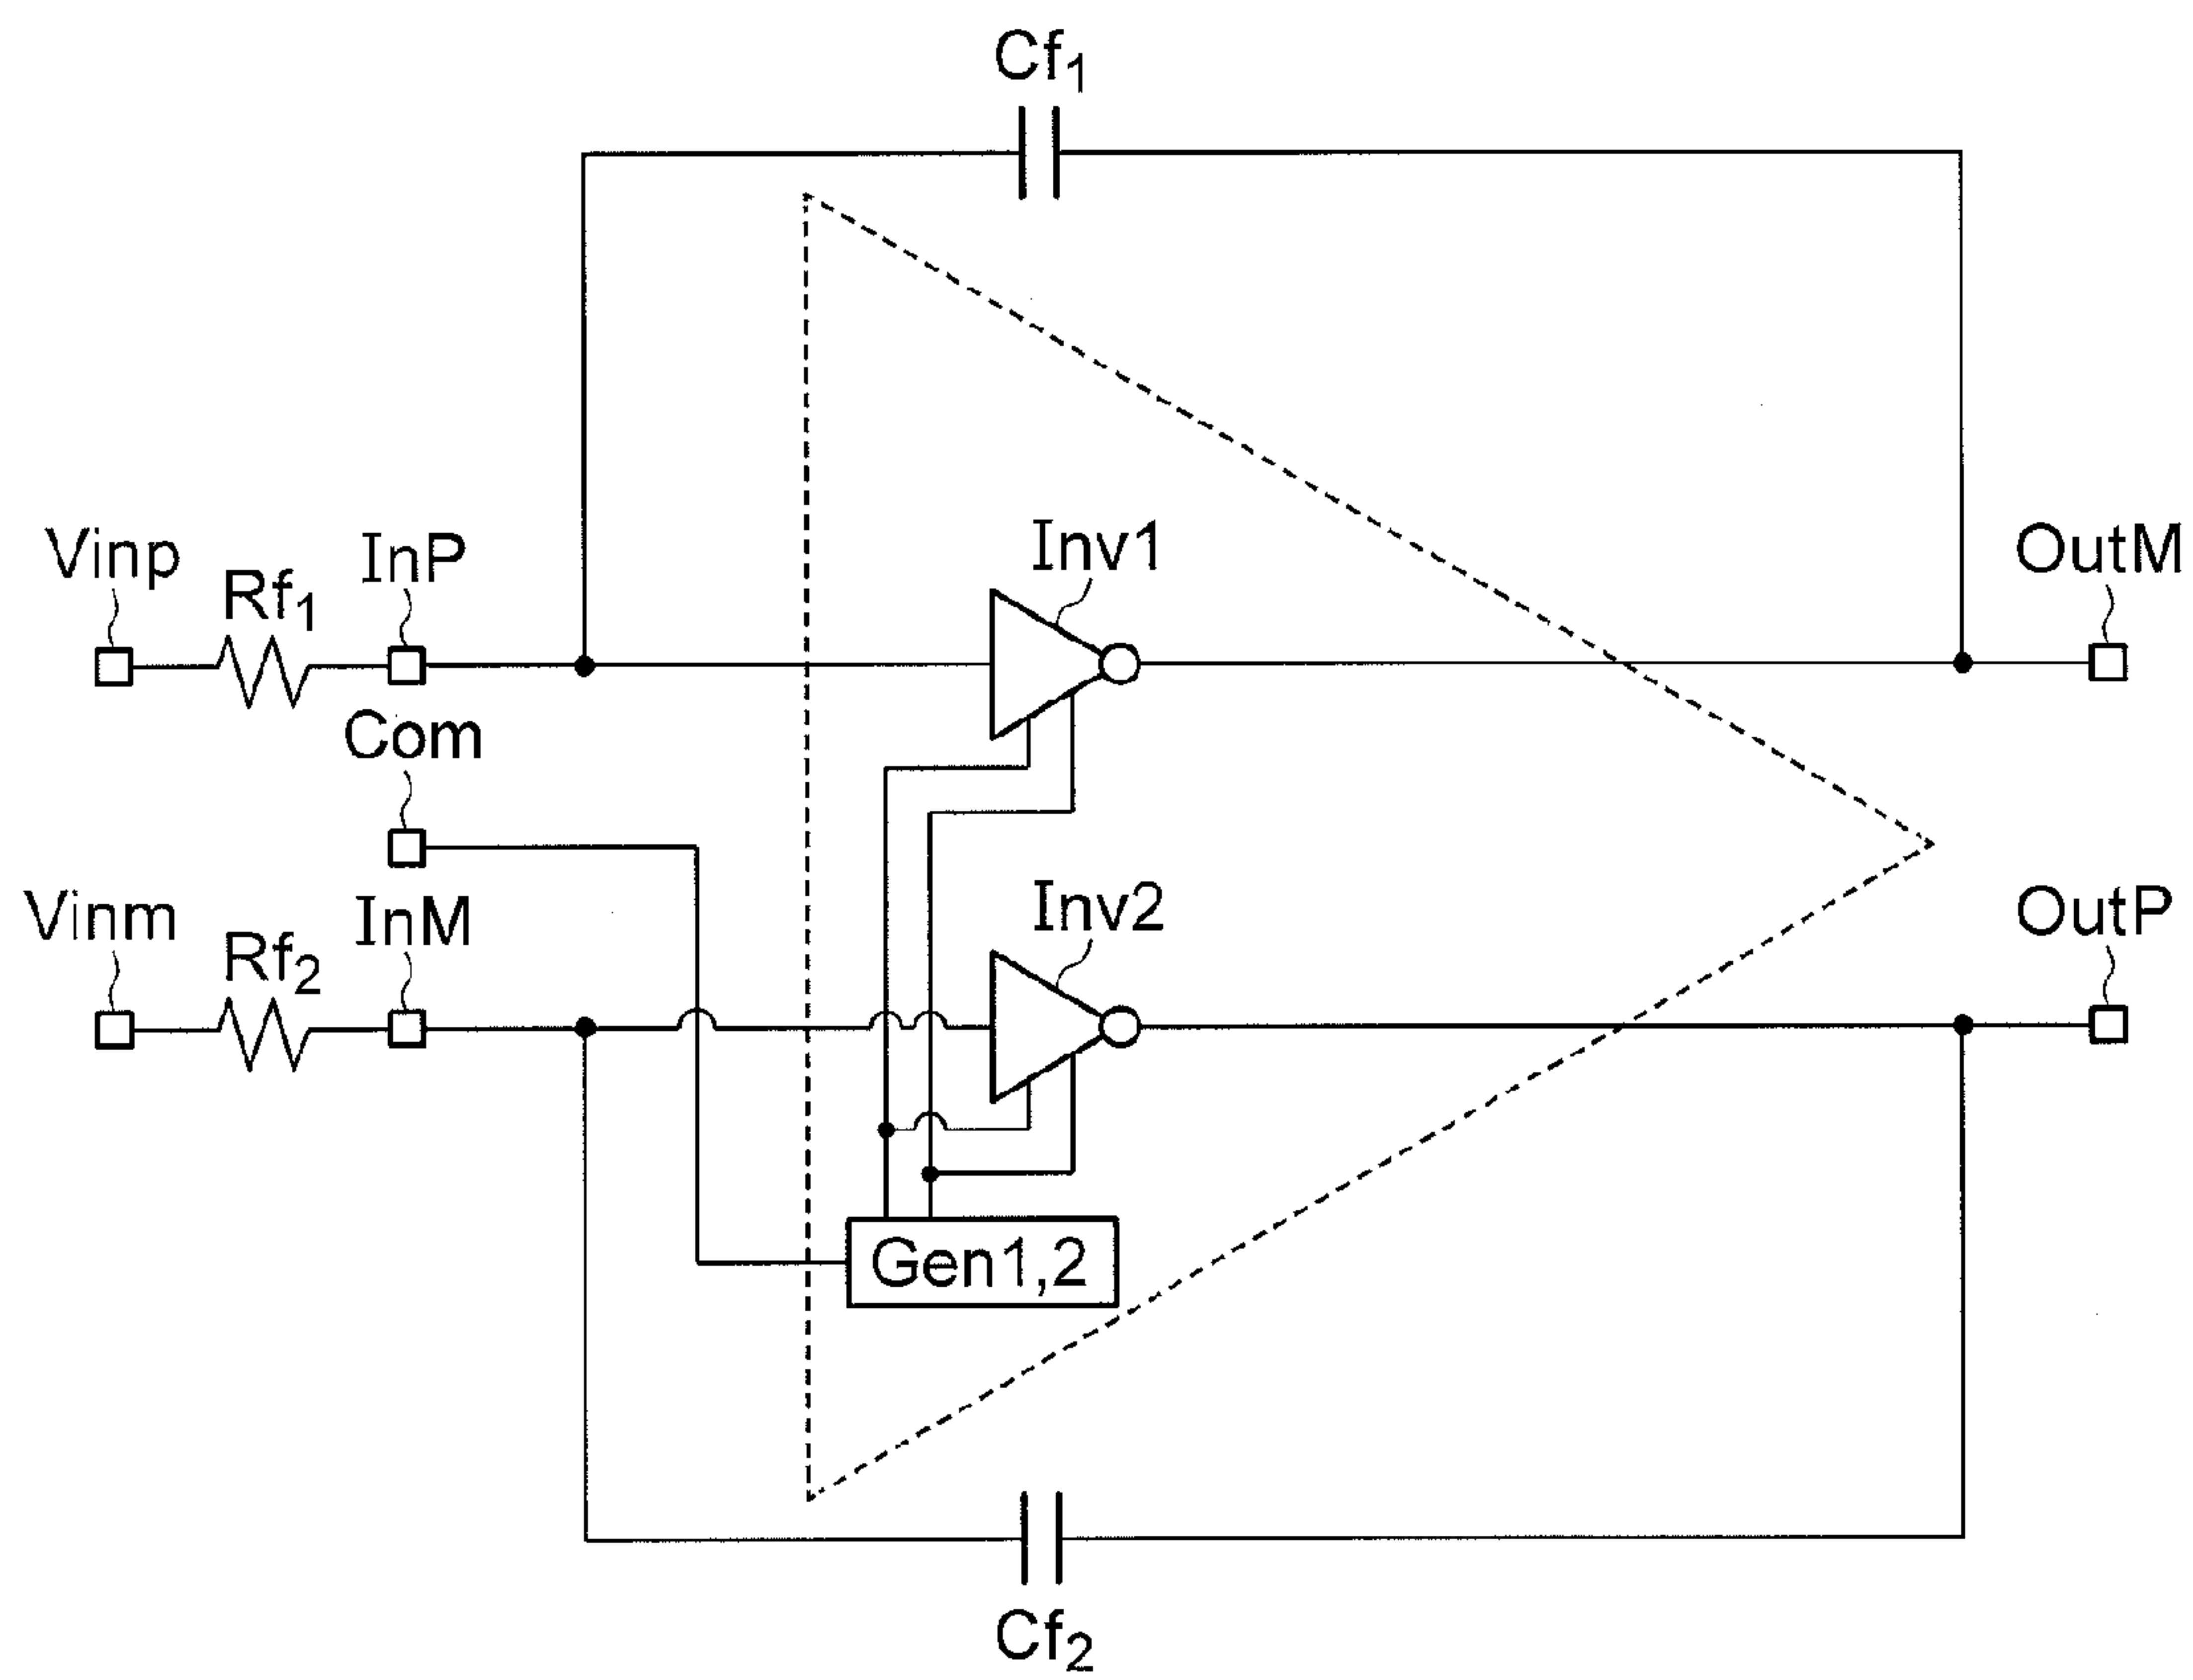 Cf1
Inv1
Vinp
Rf1
InP
OutM
Com
Inv2
Vinm
Rf2
InM
OutP
Gen1,2
Cf2